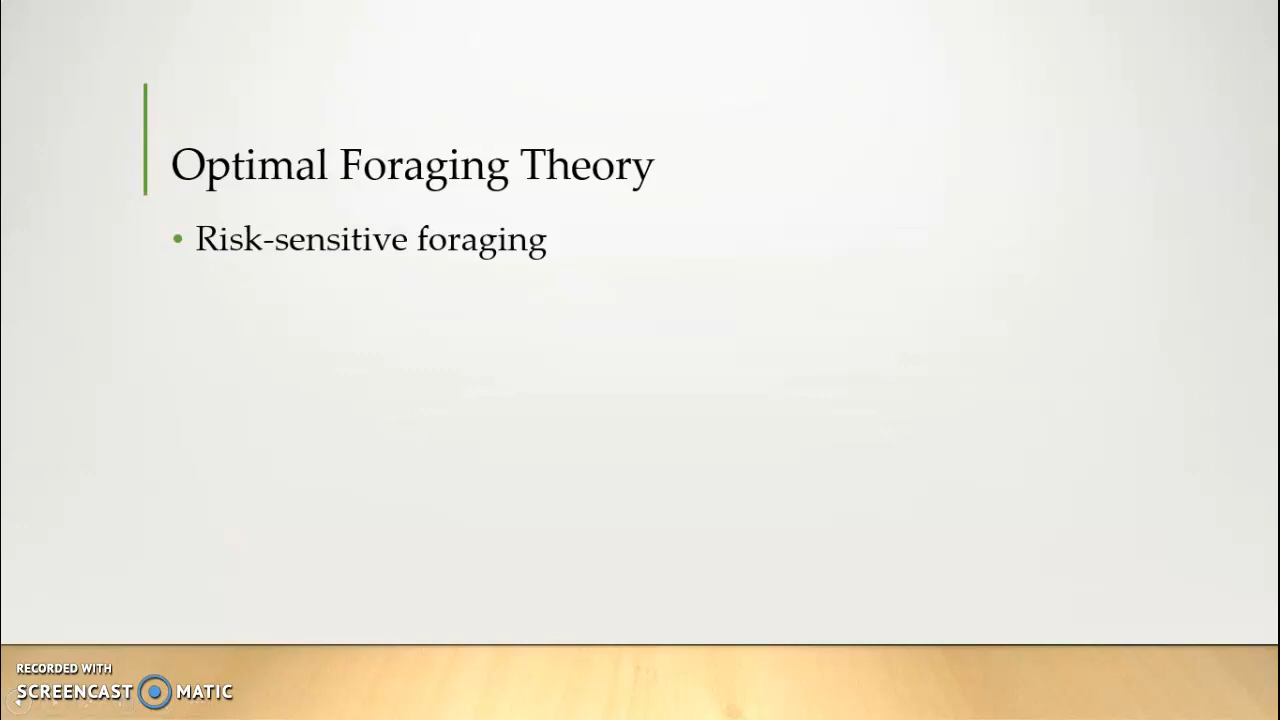 Optimal Foraging Theory
• Risk-sensitive foraging
RECORDED WITH
SCREENCAST MATIC